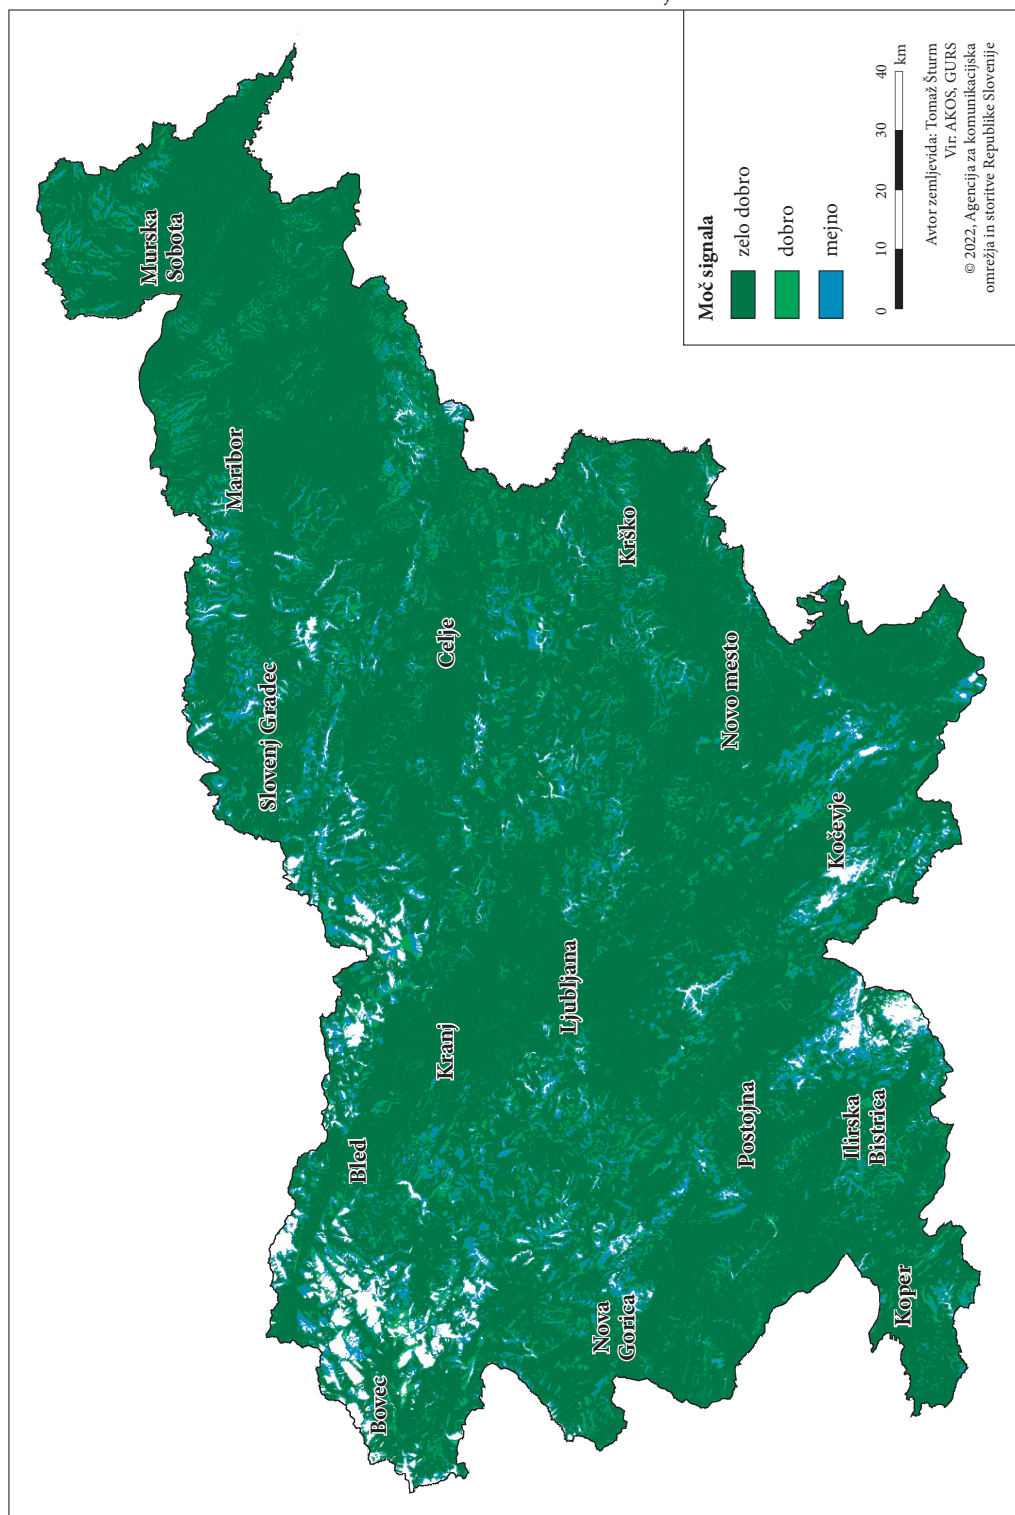 Murska
Sobota
Maribor
Slovenj Gradec
Celje
Krško
Novo mesto
Kočevje
Ljubljana
Kranj
Bled
Bovec
Nova
Gorica
Postojna
Ilirska
Bistrica
Koper
Moč signala
zelo dobro
dobro
mejno
0 10 20 30 40
km
Avtor zemljevida: Tomaž Šturm
Vir: AKOS, GURS
© 2022, Agencija za komunikacijska
omrežja in storitve Republike Slovenije